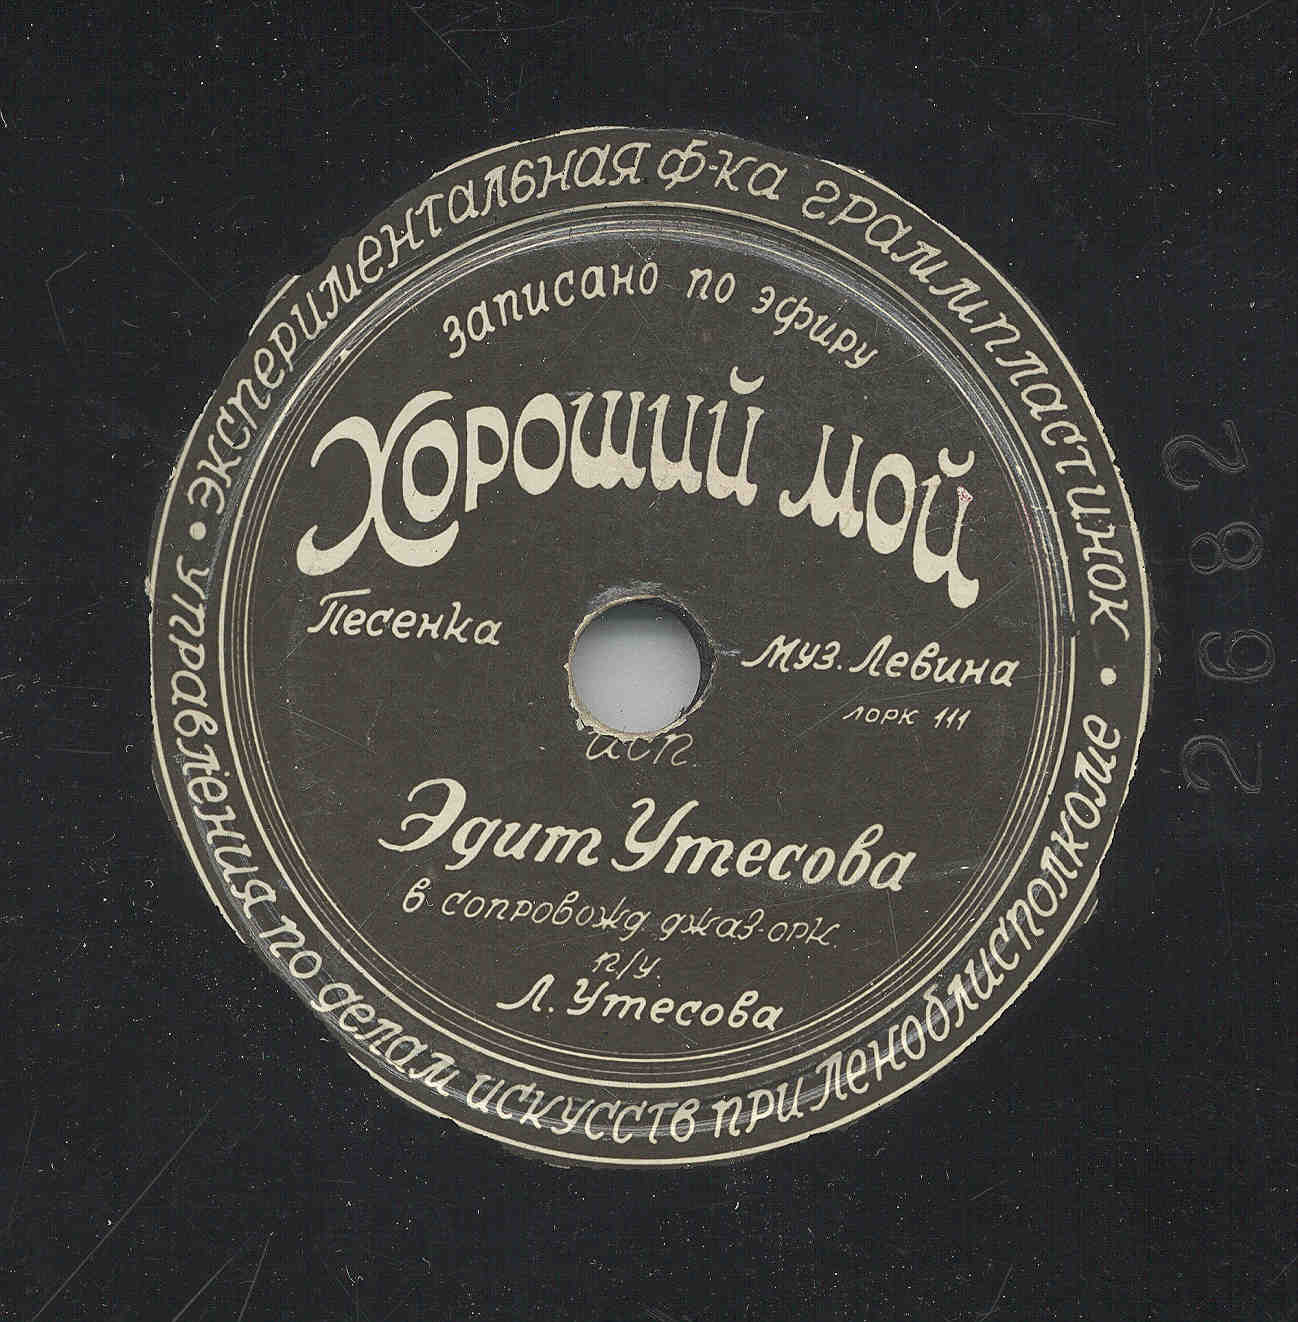 Экспериментальная ф-ка грампластинок •
управления по делам искусств при Леноблисполкоме •
Записано по эфиру
Хороший мой
Песенка
муз. Левина
лорк 111
исп.
Эдит Утесова
в сопровожд. джаз-орк.
п/у.
Л. Утесова
2682